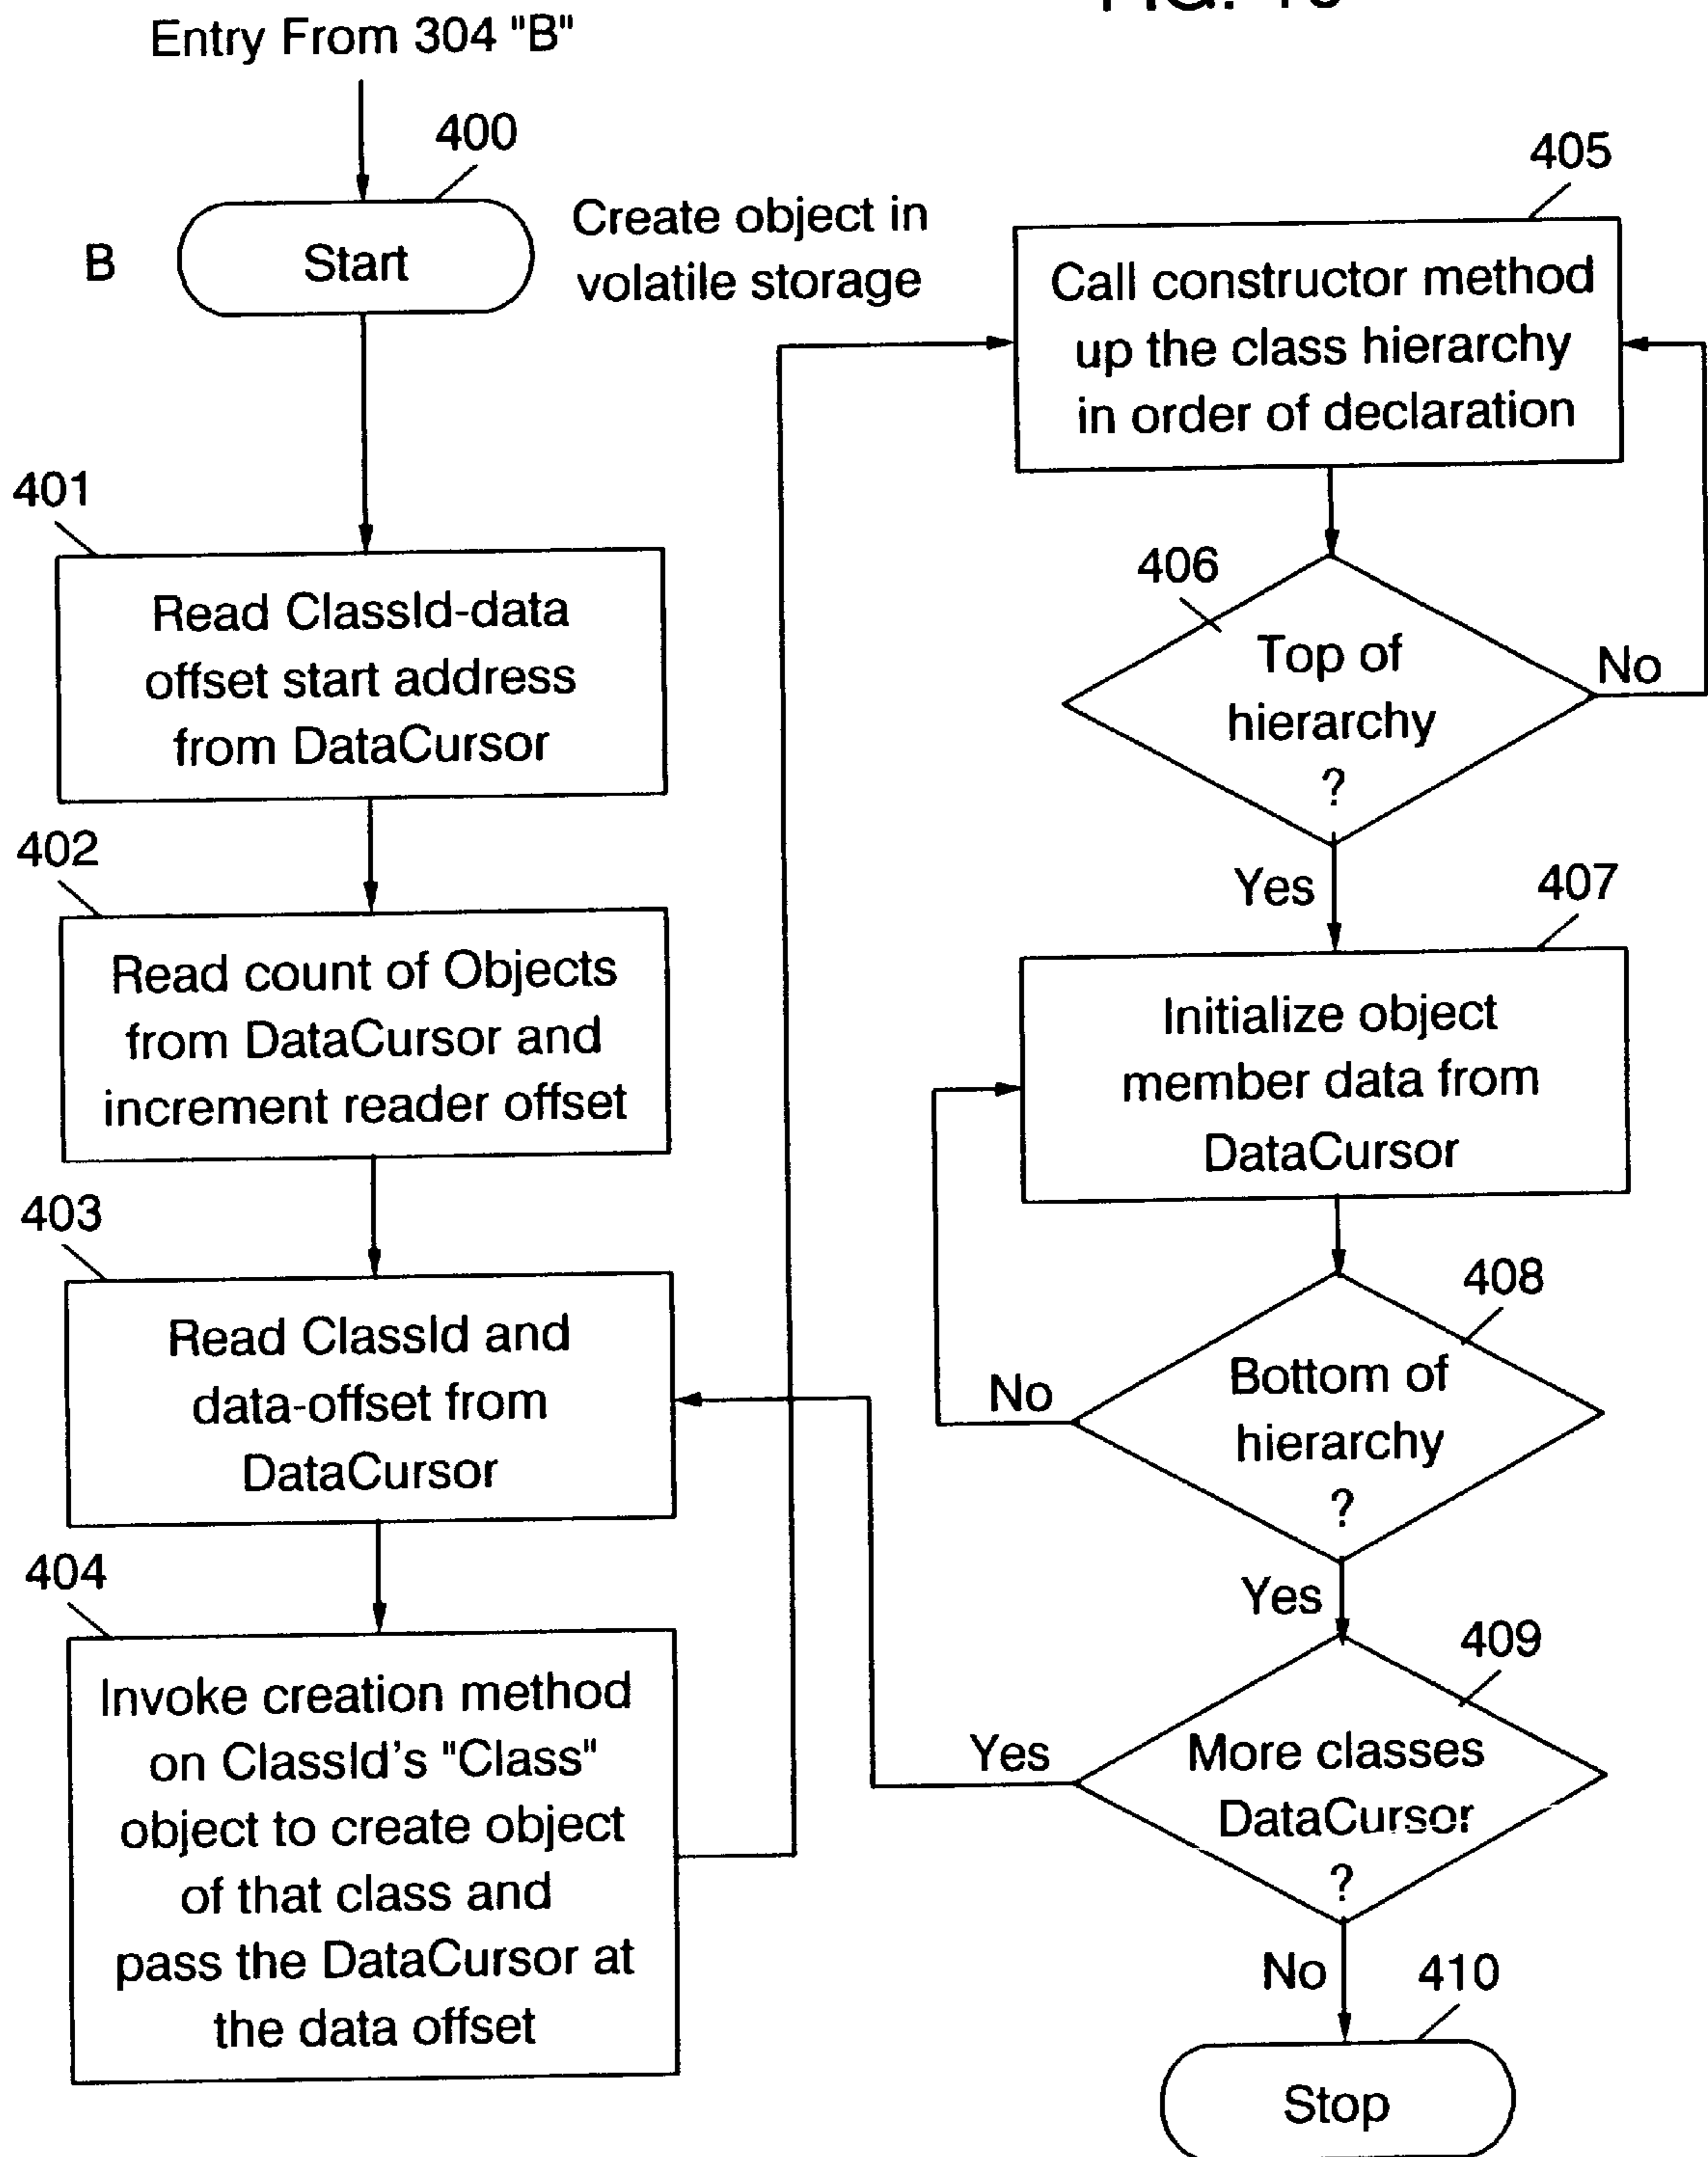 Entry From 304 "B"
400
B
Start
Create object in
volatile storage
401
Read ClassId-data
offset start address
from DataCursor
402
Read count of Objects
from DataCursor and
increment reader offset
403
Read ClassId and
data-offset from
DataCursor
404
Invoke creation method
on ClassId's "Class"
object to create object
of that class and
pass the DataCursor at
the data offset
405
Call constructor method
up the class hierarchy
in order of declaration
406
Top of
hierarchy
?
No
Yes
407
Initialize object
member data from
DataCursor
408
Bottom of
hierarchy
?
No
Yes
409
More classes
DataCursor
?
Yes
No
410
Stop